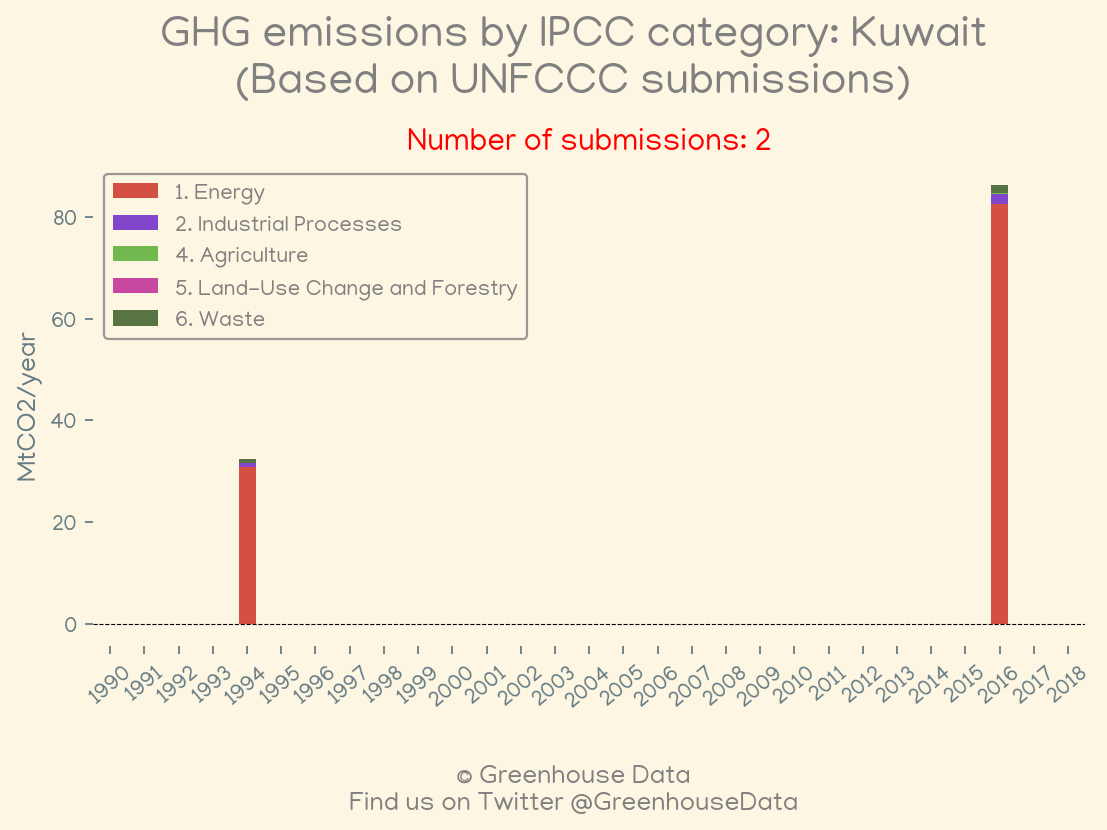 GHG emissions by IPCC category: Kuwait
(Based on UNFCCC submissions)
Number of submissions: 2
1. Energy
2. Industrial Processes
4. Agriculture
5. Land-Use Change and Forestry
6. Waste
MtCO2/year
80
60
40
20
0
1990 1991 1992 1993 1994 1995 1996 1997 1998 1999 2000 2001 2002 2003 2004 2005 2006 2007 2008 2009 2010 2011 2012 2013 2014 2015 2016 2017 2018
© Greenhouse Data
Find us on Twitter @GreenhouseData